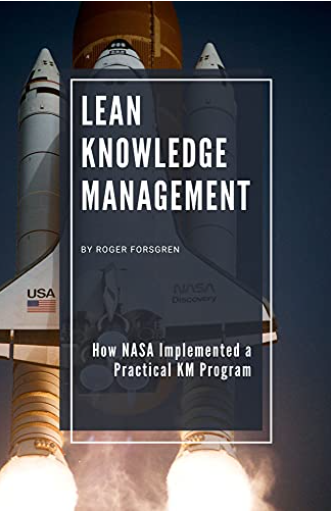 LEAN
KNOWLEDGE
MANAGEMENT
BY ROGER FORSGREN
USA
NASA
Discovery
How NASA Implemented a
Practical KM Program